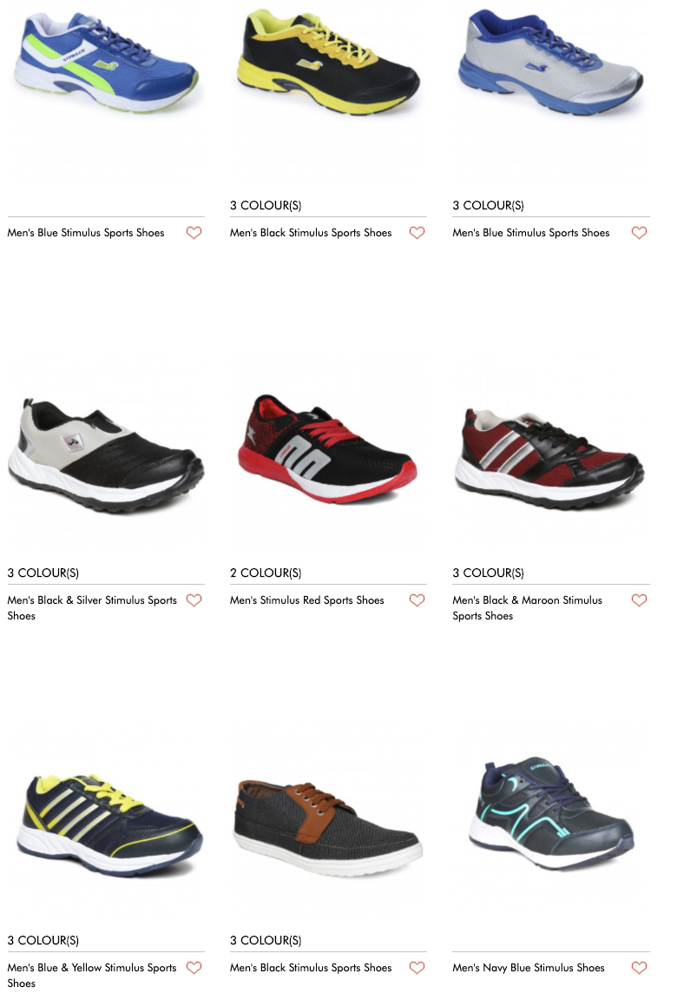 STIMULUS
3 COLOUR(S)
3 COLOUR(S)
Men's Blue Stimulus Sports Shoes
Men's Black Stimulus Sports Shoes
Men's Blue Stimulus Sports Shoes
3 COLOUR(S)
2 COLOUR(S)
3 COLOUR(S)
Men's Black & Silver Stimulus Sports
Shoes
Men's Stimulus Red Sports Shoes
Men's Black & Maroon Stimulus
Sports Shoes
3 COLOUR(S)
3 COLOUR(S)
Men's Blue & Yellow Stimulus Sports
Shoes
Men's Black Stimulus Sports Shoes
Men's Navy Blue Stimulus Shoes